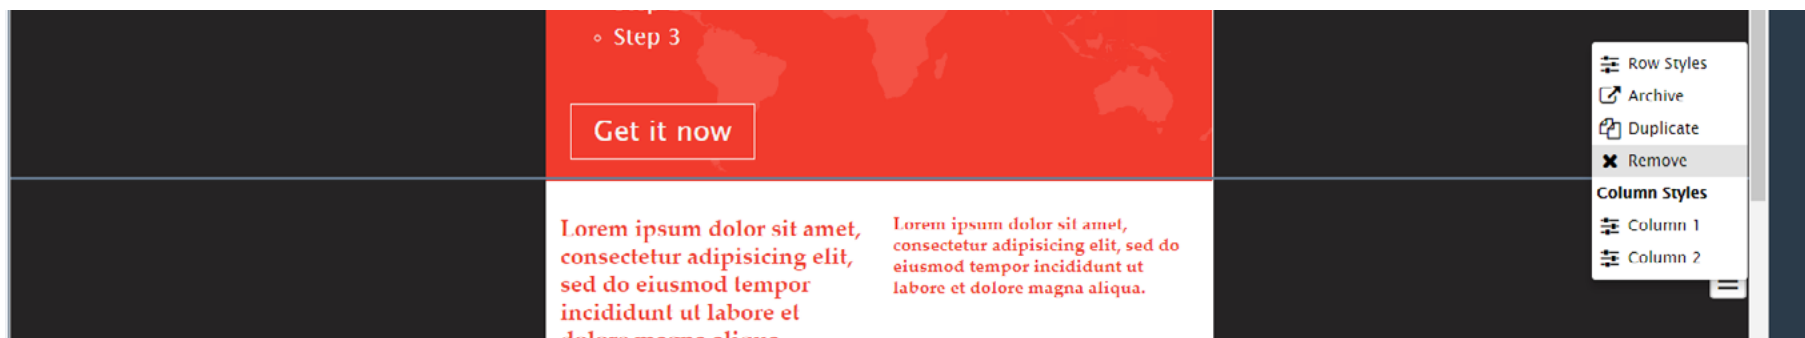 Step 3
Get it now
Lorem ipsum dolor sit amet,
consectetur adipisicing elit,
sed do eiusmod tempor
incididunt ut labore et
Lorem ipsum dolor sit amet,
consectetur adipisicing elit, sed do
eiusmod tempor incididunt ut
labore et dolore magna aliqua.
Row Styles
Archive
Duplicate
Remove
Column Styles
Column 1
Column 2